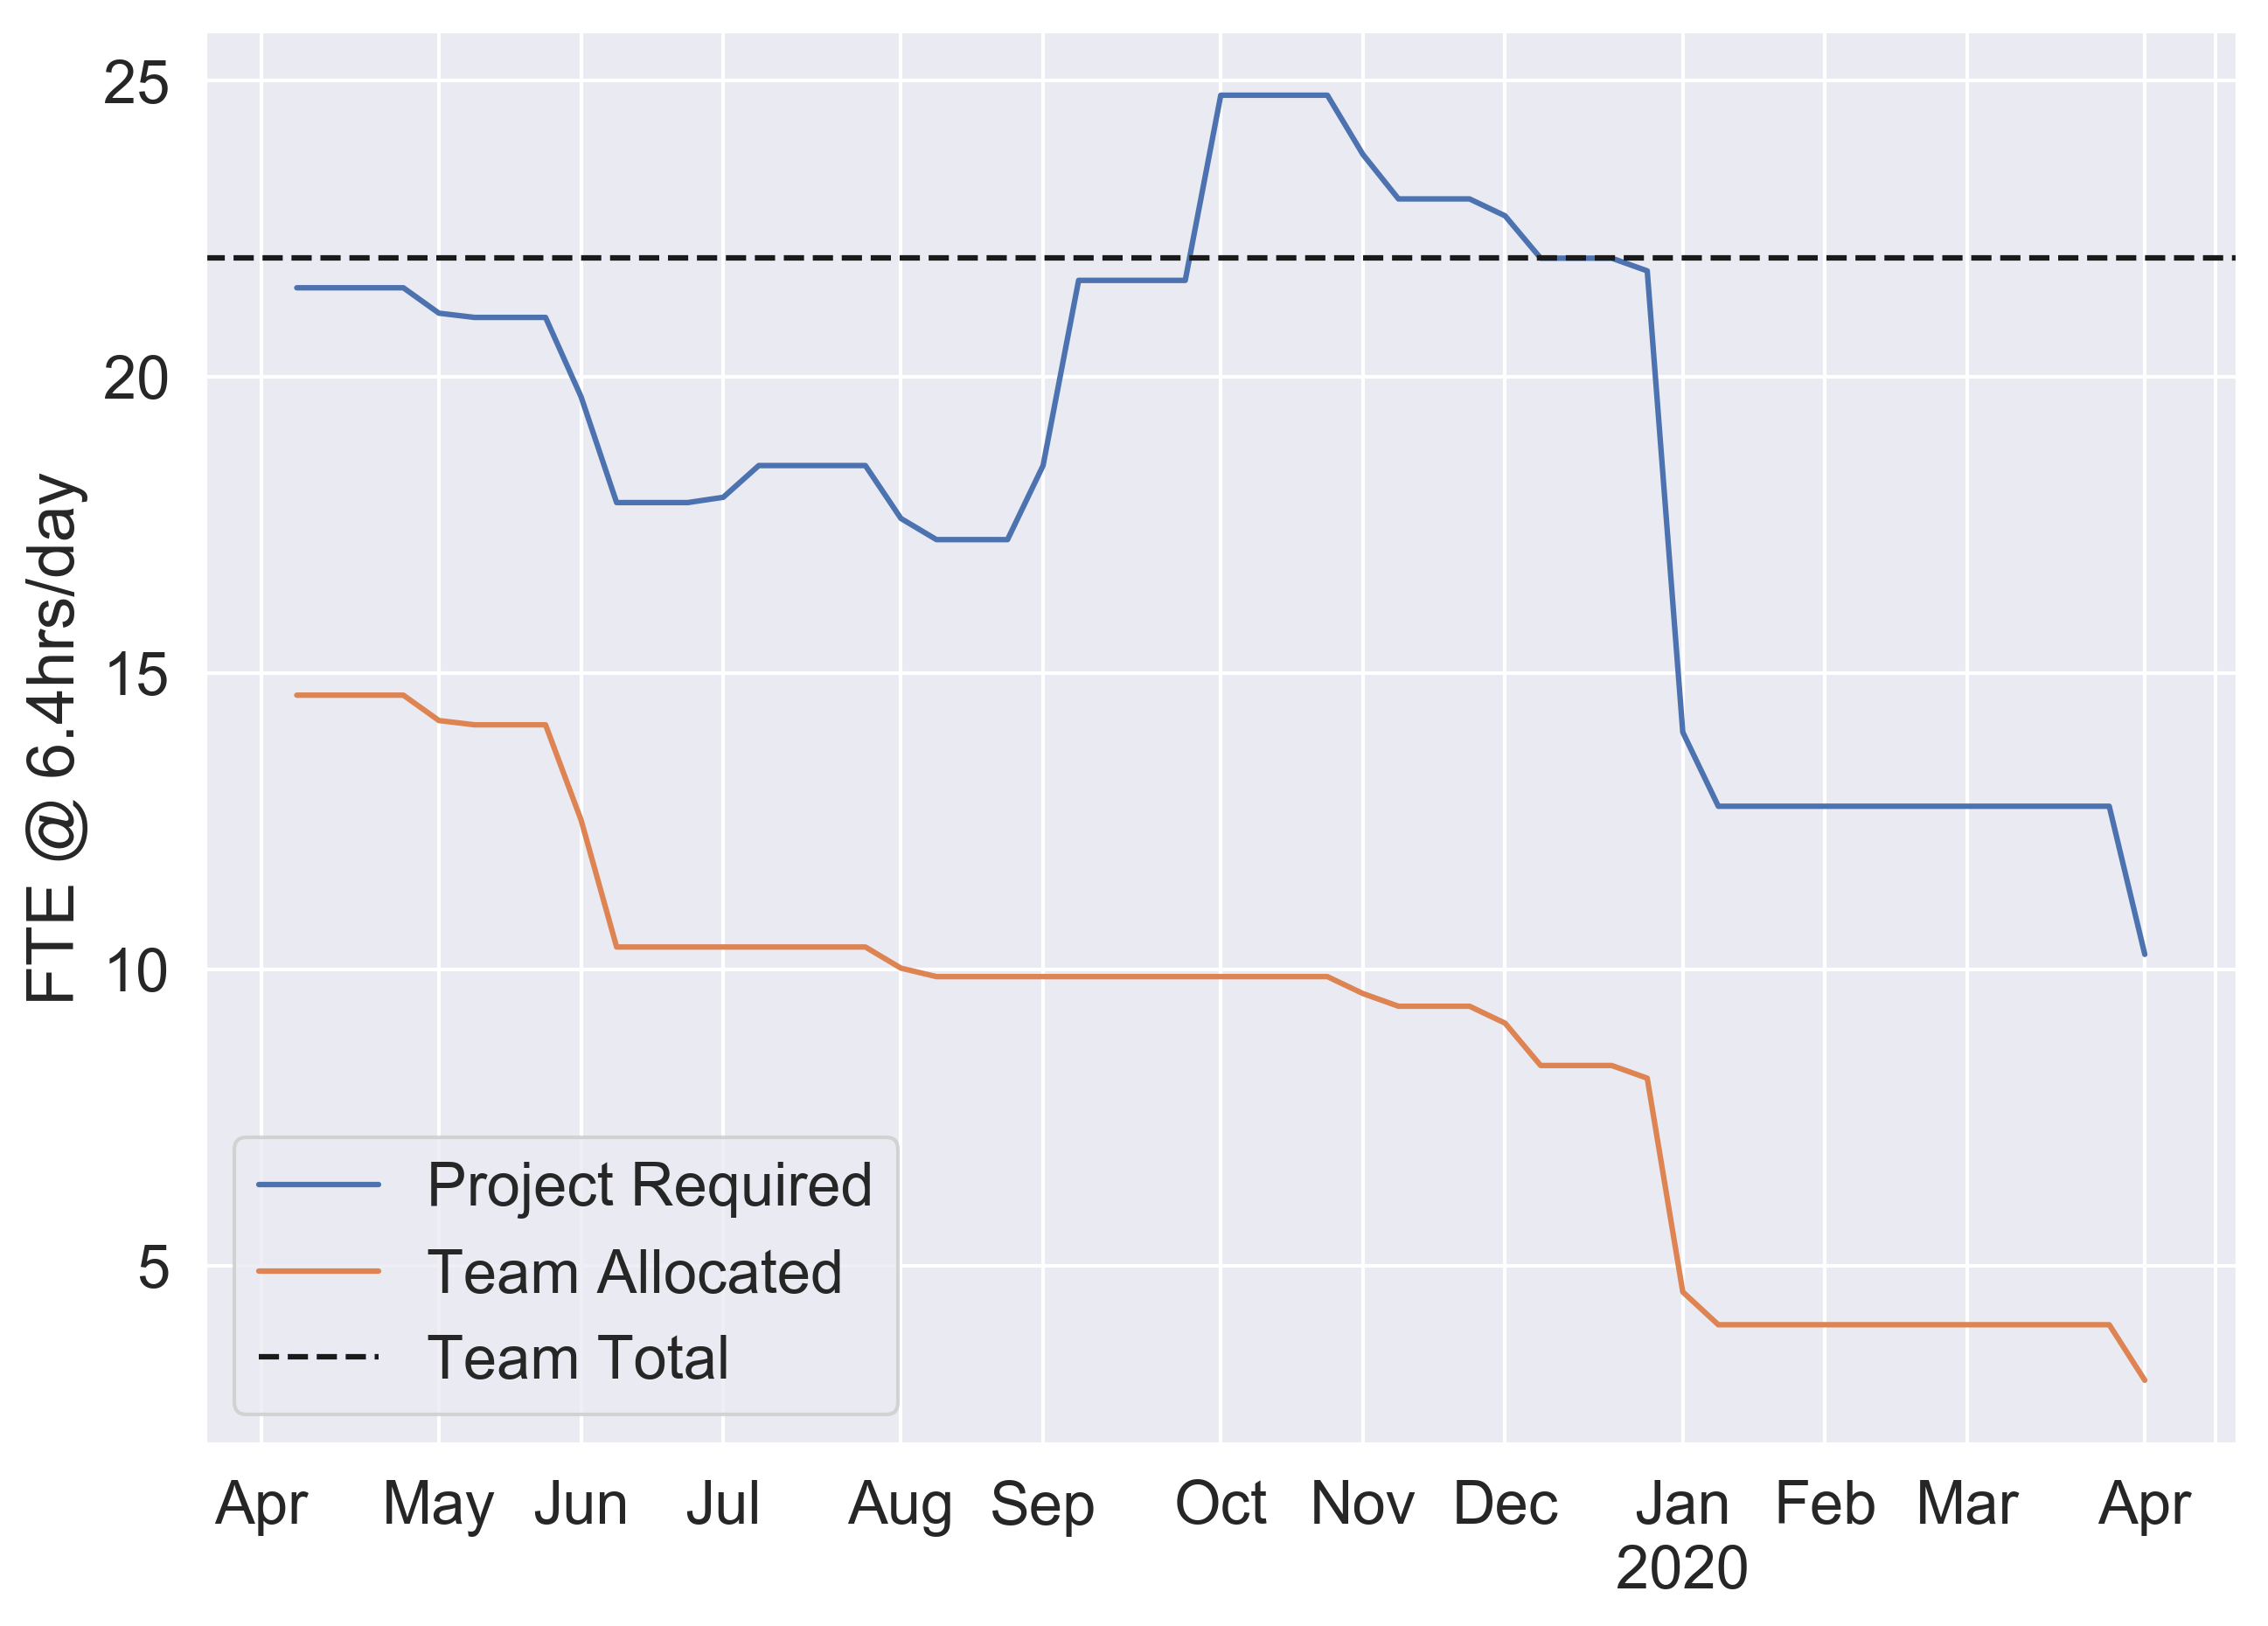 25
20
15
10
5
FTE @ 6.4hrs/day
Project Required
Team Allocated
Team Total
Apr May Jun Jul Aug Sep Oct Nov Dec Jan Feb Mar Apr
2020